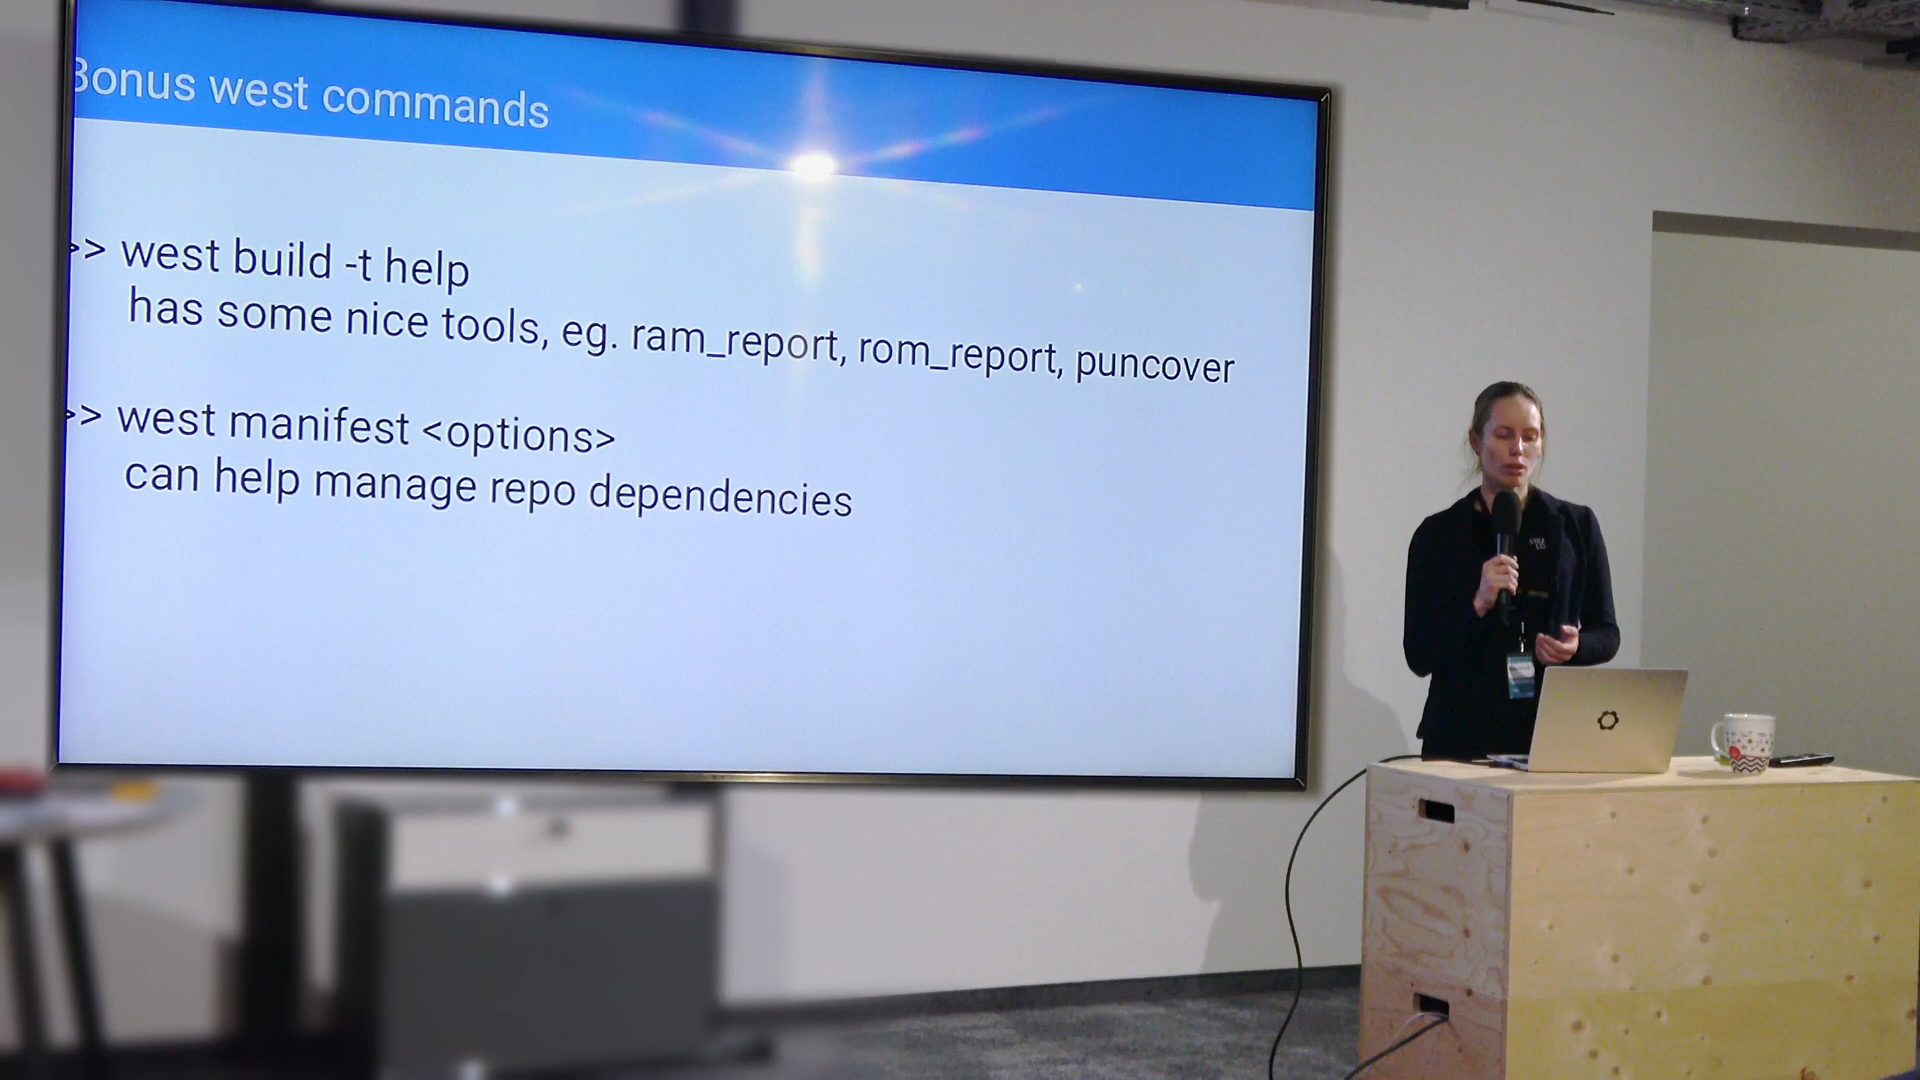 Bonus west commands
>> west build -t help
has some nice tools, eg. ram_report, rom_report, puncover
>> west manifest <options>
can help manage repo dependencies